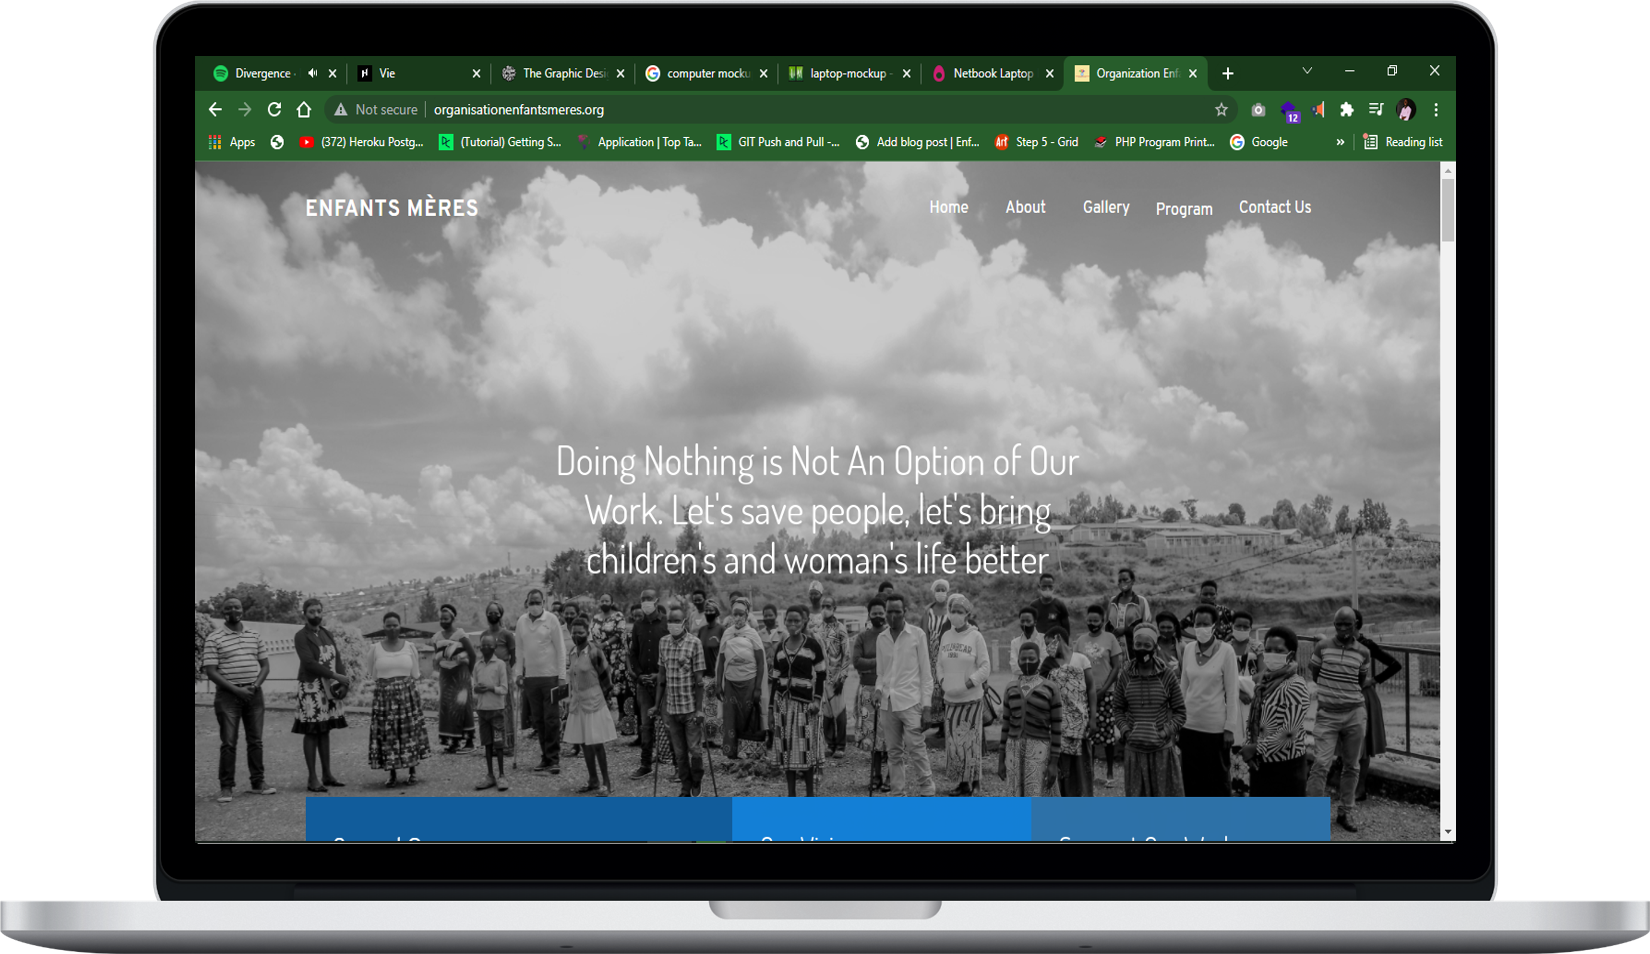 Divergence -
Vie
The Graphic Desi
computer mocku
laptop-mockup -
Netbook Laptop
Organization Enf
Not secure
organisationenfantsmeres.org
12
Apps
(372) Heroku Postg...
(Tutorial) Getting S...
Application | Top Ta...
GIT Push and Pull -...
Add blog post | Enf...
Step 5 - Grid
PHP Program Print...
Google
»
Reading list
ENFANTS MÈRES
Home
About
Gallery
Program
Contact Us
Doing Nothing is Not An Option of Our
Work. Let's save people, let's bring
children's and woman's life better